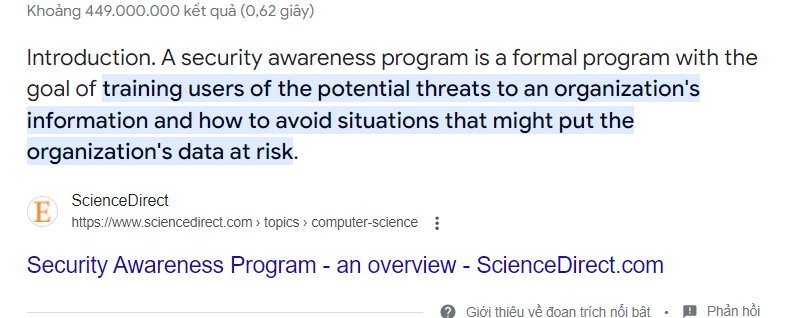 Khoảng 449.000.000 kết quả (0,62 giây)
Introduction. A security awareness program is a formal program with the
goal of training users of the potential threats to an organization's
information and how to avoid situations that might put the
organization's data at risk.
E
ScienceDirect
https://www.sciencedirect.com › topics › computer-science
Security Awareness Program - an overview - ScienceDirect.com
Giới thiệu về đoạn trích nổi bật • Phản hồi